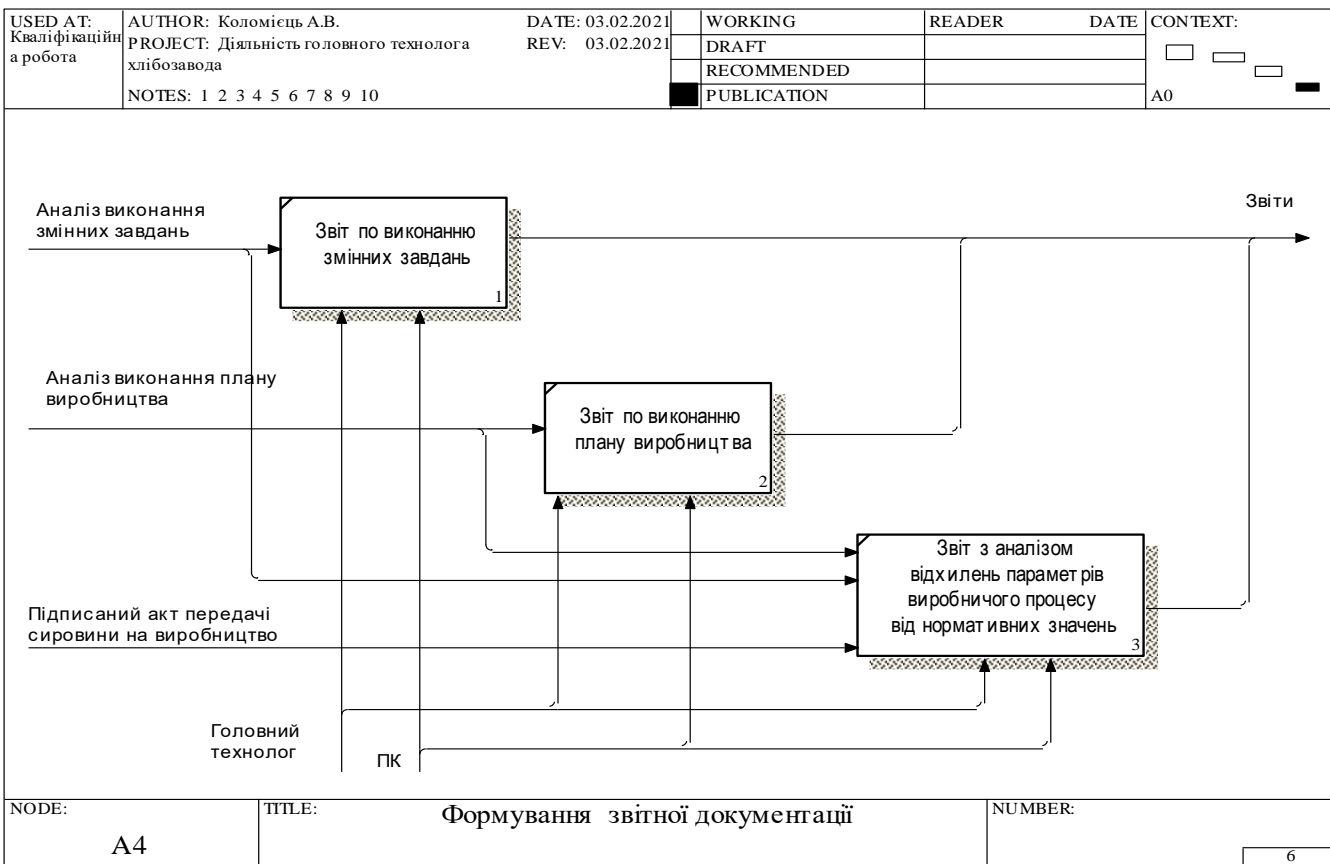 USED AT:
Кваліфікаційн
а робота
AUTHOR: Коломієць А.В.
DATE: 03.02.2021
PROJECT: Діяльність головного технолога
хлібозавода
REV: 03.02.2021
NOTES: 1 2 3 4 5 6 7 8 9 10
WORKING
DRAFT
RECOMMENDED
PUBLICATION
READER
DATE
CONTEXT:
A0
Аналіз виконання
змінних завдань
Звіт по виконанню
змінних завдань
1
Звіти
Аналіз виконання плану
виробництва
Звіт по виконанню
плану виробництва
2
Звіт з аналізом
відхилень параметрів
виробничого процесу
від нормативних значень
3
Підписаний акт передачі
сировини на виробництво
Головний
технолог
ПК
NODE:
A4
TITLE:
Формування звітної документації
NUMBER:
6